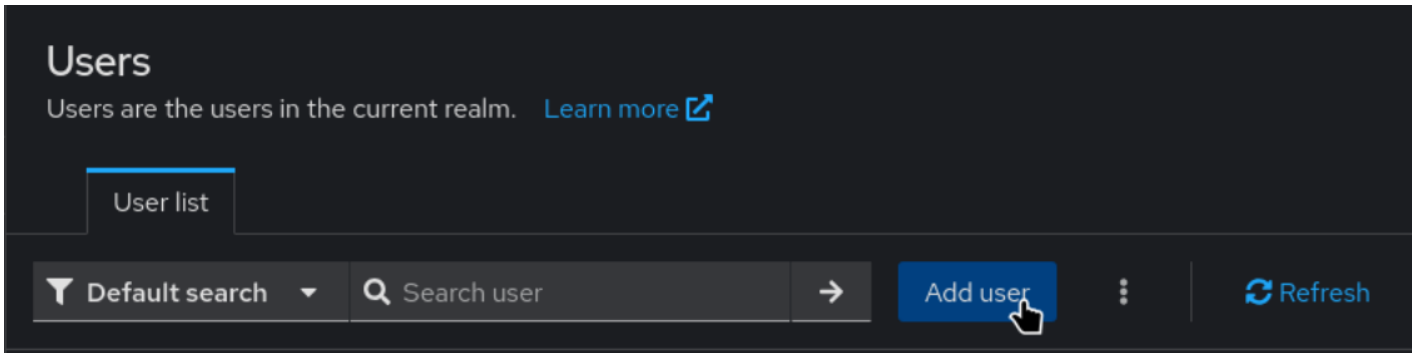 Users
Users are the users in the current realm. Learn more
User list
Default search Search user Add user Refresh